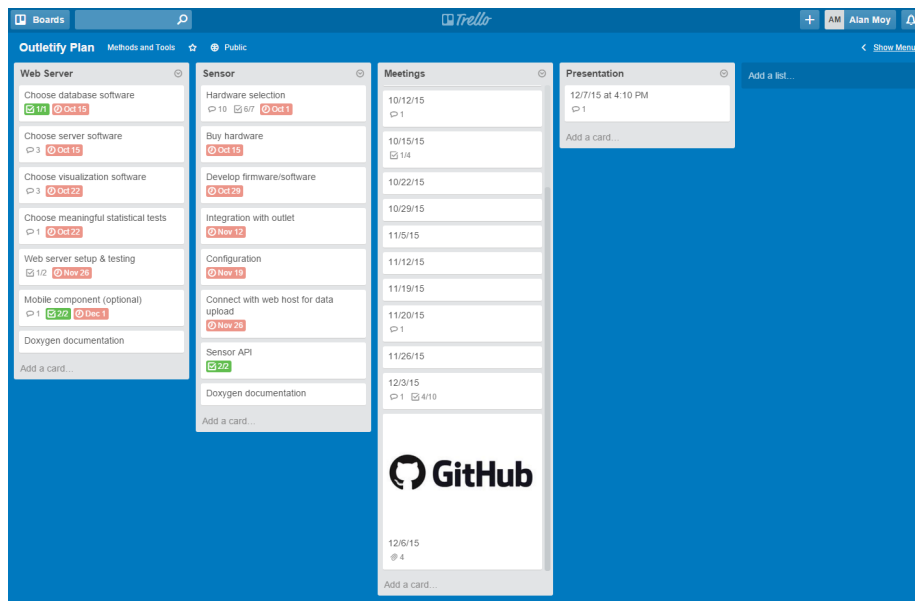 Boards
Trello
+
AM Alan Moy
Outletify Plan Methods and Tools Public
Show Menu
Web Server
Choose database software
1/1 Oct 15
Choose server software
3 Oct 15
Choose visualization software
3 Oct 22
Choose meaningful statistical tests
1 Oct 22
Web server setup & testing
1/2 Nov 26
Mobile component (optional)
1 2/2 Dec 1
Doxygen documentation
Add a card...
Sensor
Hardware selection
10 6/7 Oct 1
Buy hardware
Oct 15
Develop firmware/software
Oct 29
Integration with outlet
Nov 12
Configuration
Nov 19
Connect with web host for data
upload
Nov 26
Sensor API
2/2
Doxygen documentation
Add a card...
Meetings
10/12/15
1
10/15/15
1/4
10/22/15
10/29/15
11/5/15
11/12/15
11/19/15
11/20/15
1
11/26/15
12/3/15
1 4/10
GitHub
12/6/15
4
Add a card...
Presentation
12/7/15 at 4:10 PM
1
Add a card...
Add a list...